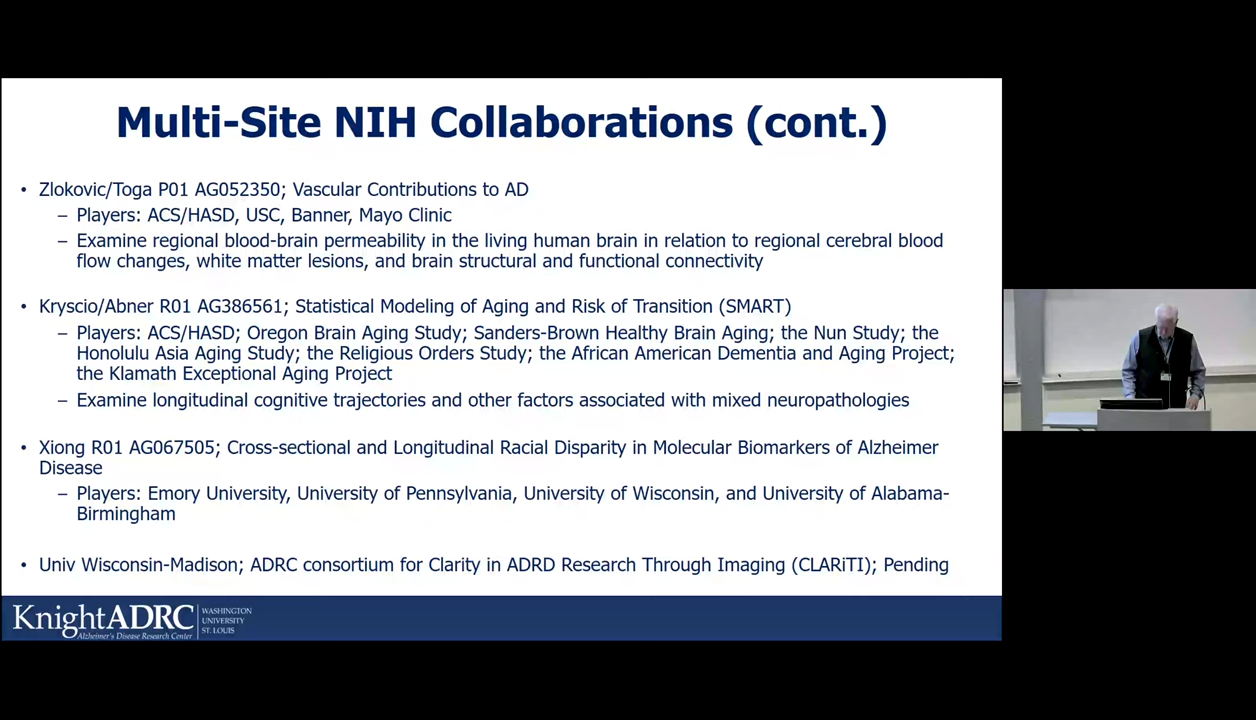 Multi-Site NIH Collaborations (cont.)
• Zlokovic/Toga P01 AG052350; Vascular Contributions to AD
– Players: ACS/HASD, USC, Banner, Mayo Clinic
– Examine regional blood-brain permeability in the living human brain in relation to regional cerebral blood
flow changes, white matter lesions, and brain structural and functional connectivity
• Kryscio/Abner R01 AG386561; Statistical Modeling of Aging and Risk of Transition (SMART)
– Players: ACS/HASD; Oregon Brain Aging Study; Sanders-Brown Healthy Brain Aging; the Nun Study; the
Honolulu Asia Aging Study; the Religious Orders Study; the African American Dementia and Aging Project;
the Klamath Exceptional Aging Project
– Examine longitudinal cognitive trajectories and other factors associated with mixed neuropathologies
• Xiong R01 AG067505; Cross-sectional and Longitudinal Racial Disparity in Molecular Biomarkers of Alzheimer
Disease
– Players: Emory University, University of Pennsylvania, University of Wisconsin, and University of Alabama-
Birmingham
• Univ Wisconsin-Madison; ADRC consortium for Clarity in ADRD Research Through Imaging (CLARiTI); Pending
KnightADRC
Alzheimer's Disease Research Center
WASHINGTON
UNIVERSITY
ST. LOUIS